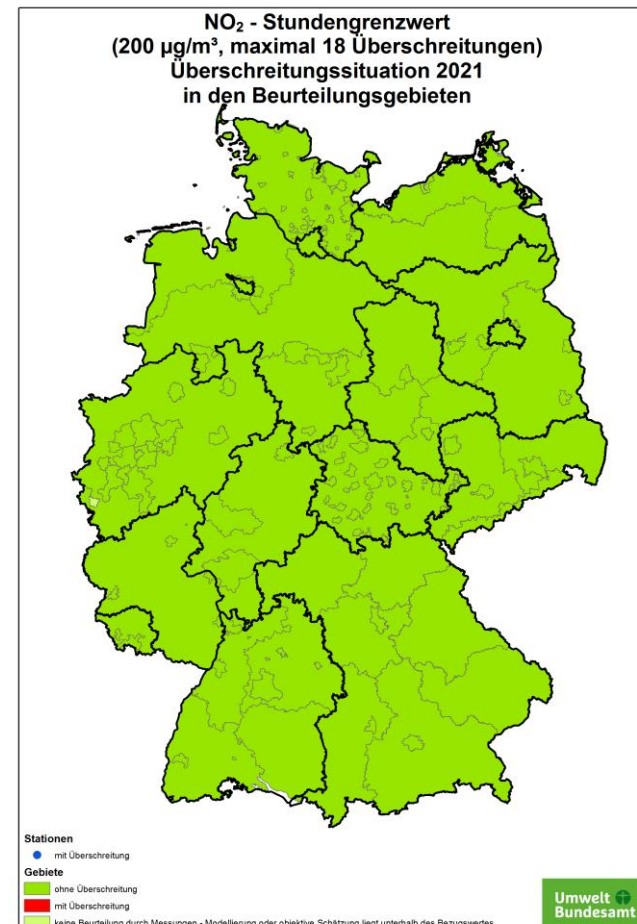 NO₂ - Stundengrenzwert
(200 µg/m³, maximal 18 Überschreitungen)
Überschreitungssituation 2021
in den Beurteilungsgebieten
Stationen
mit Überschreitung
Gebiete
ohne Überschreitung
mit Überschreitung
keine Beurteilung durch Messungen - Modellierung oder objektive Schätzung liegt unterhalb des Bezugswertes
Umwelt
Bundesamt